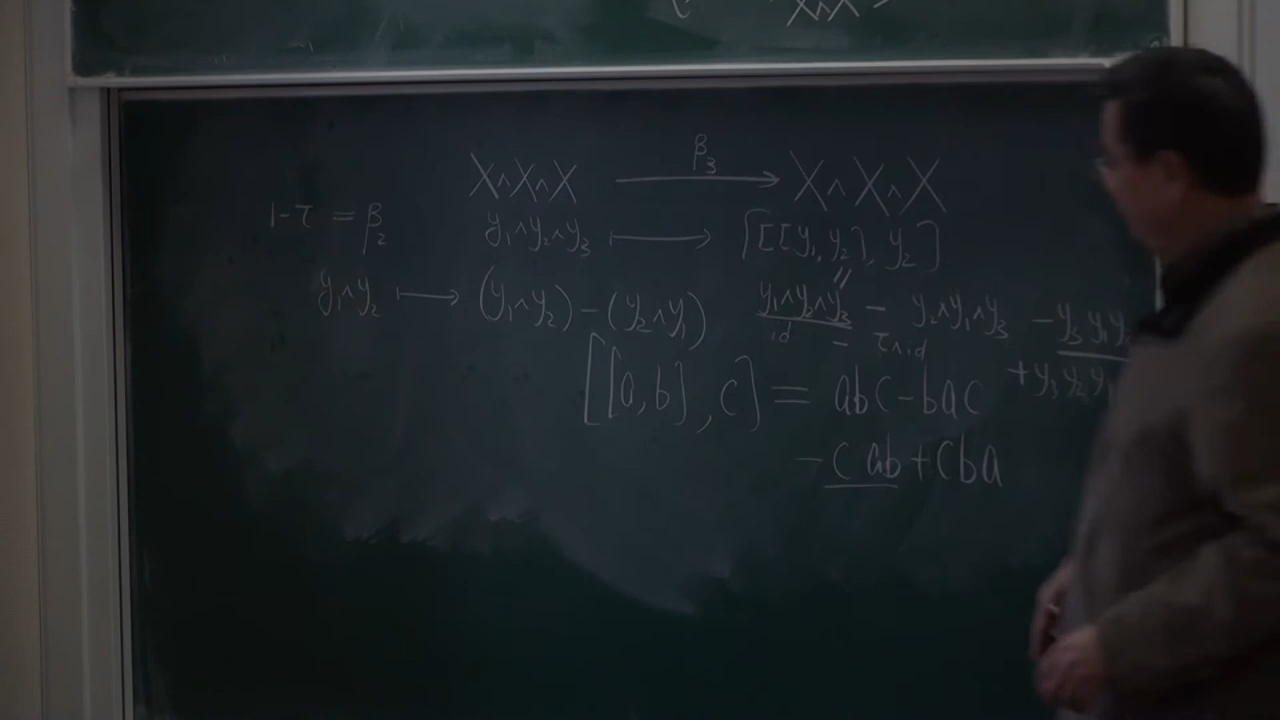 X∧X
β₃
X∧X∧X ⟶ X∧X∧X
1-τ = β₂
y₁∧y₂∧y₃ ⟼ [[[y₁, y₂], y₂]
y₁∧y₂ ⟼ (y₁∧y₂) - (y₂∧y₁)
y₁∧y₂∧y₃ - y₂∧y₁∧y₃ - y₃y₁y₂
id - τ∧id
+ y₃y₂y₁
[[a,b],c] = abc - bac
- cab + cba